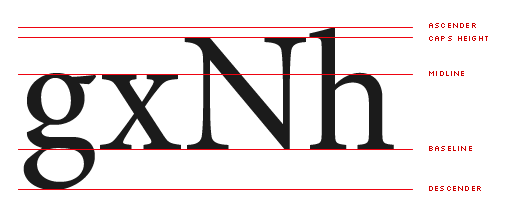 ASCENDER
CAPS HEIGHT
gxNh
MIDLINE
BASELINE
DESCENDER